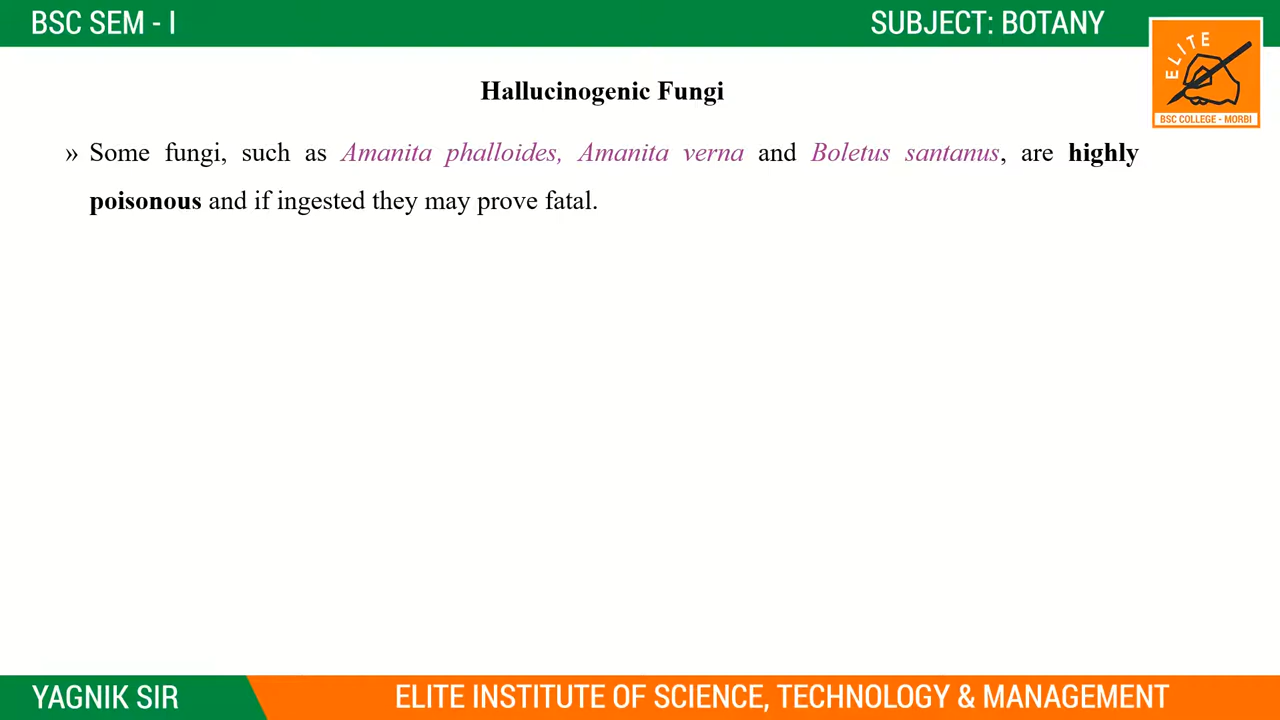 BSC SEM - I
SUBJECT: BOTANY
ELITE
BSC COLLEGE - MORBI
Hallucinogenic Fungi
» Some fungi, such as Amanita phalloides, Amanita verna and Boletus santanus, are highly
poisonous and if ingested they may prove fatal.
YAGNIK SIR
ELITE INSTITUTE OF SCIENCE, TECHNOLOGY & MANAGEMENT